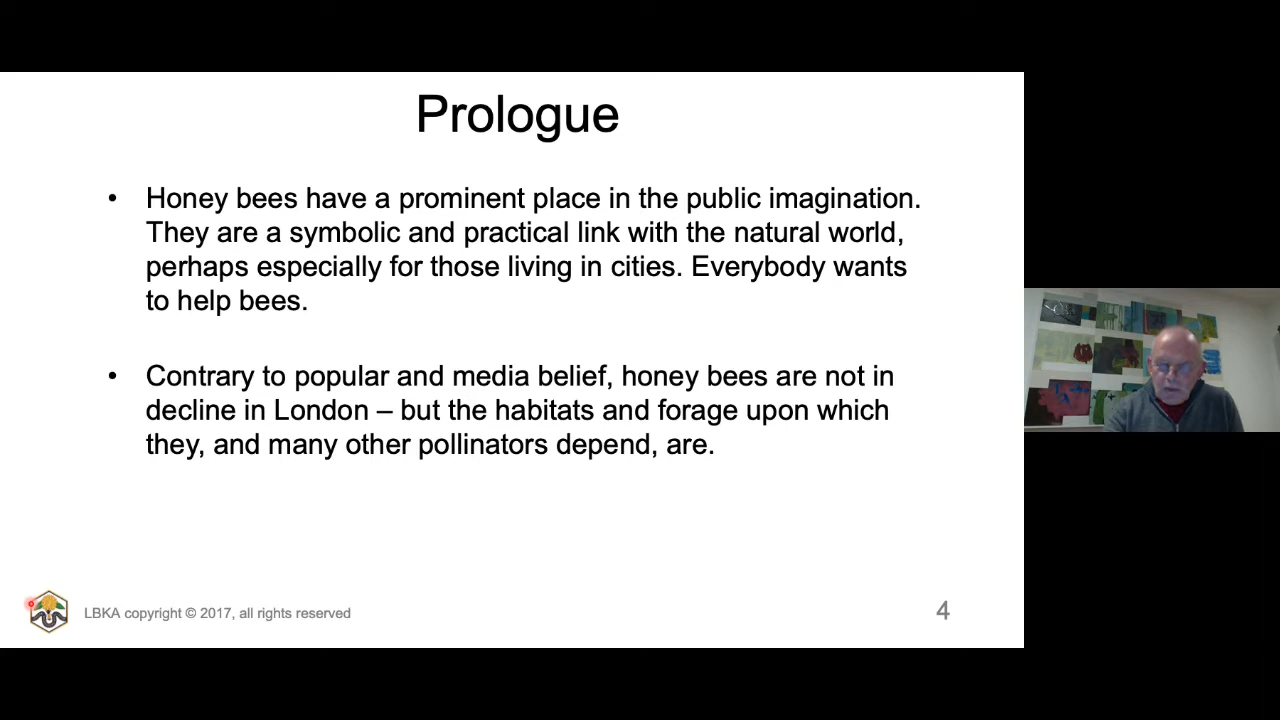 Prologue
• Honey bees have a prominent place in the public imagination.
They are a symbolic and practical link with the natural world,
perhaps especially for those living in cities. Everybody wants
to help bees.
• Contrary to popular and media belief, honey bees are not in
decline in London – but the habitats and forage upon which
they, and many other pollinators depend, are.
LBKA copyright © 2017, all rights reserved
4